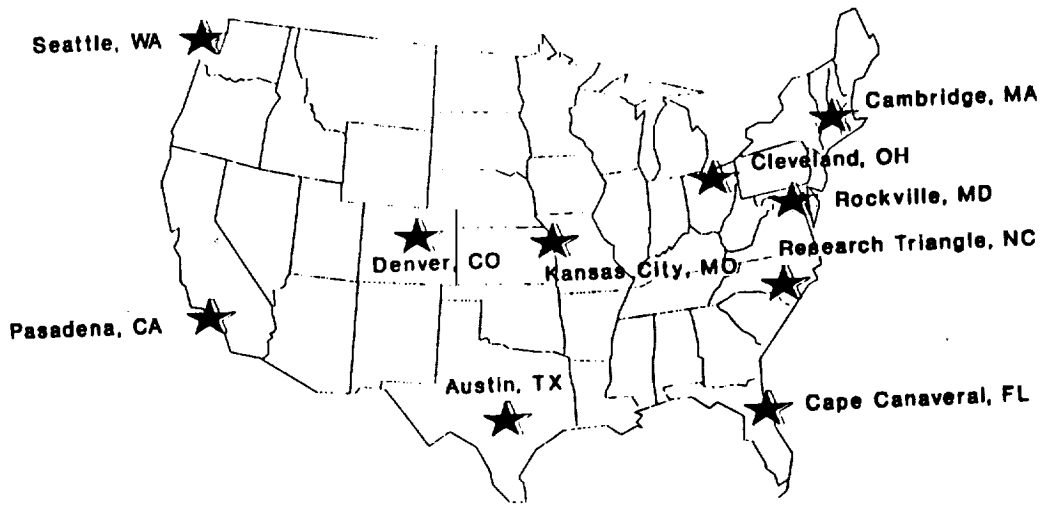 Seattle, WA
Cambridge, MA
Cleveland, OH
Rockville, MD
Research Triangle, NC
Denver, CO
Kansas City, MO
Pasadena, CA
Austin, TX
Cape Canaveral, FL